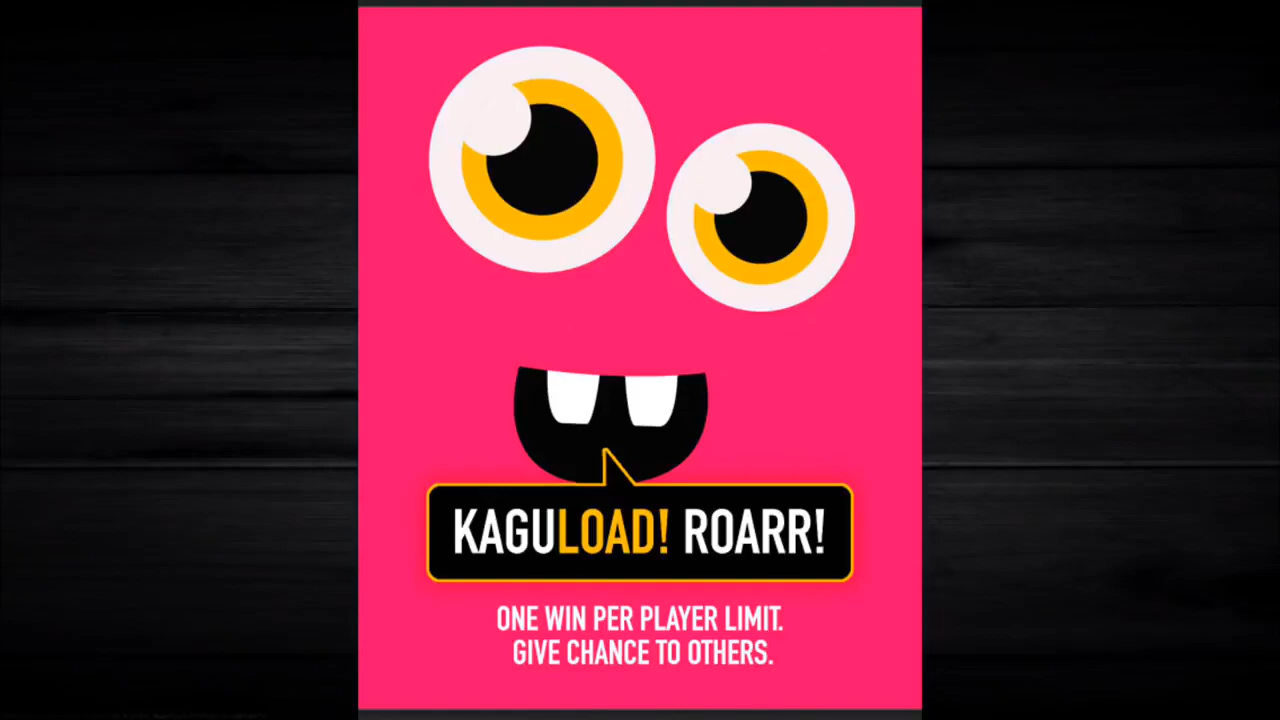 KAGULOAD! ROARR!
ONE WIN PER PLAYER LIMIT.
GIVE CHANCE TO OTHERS.